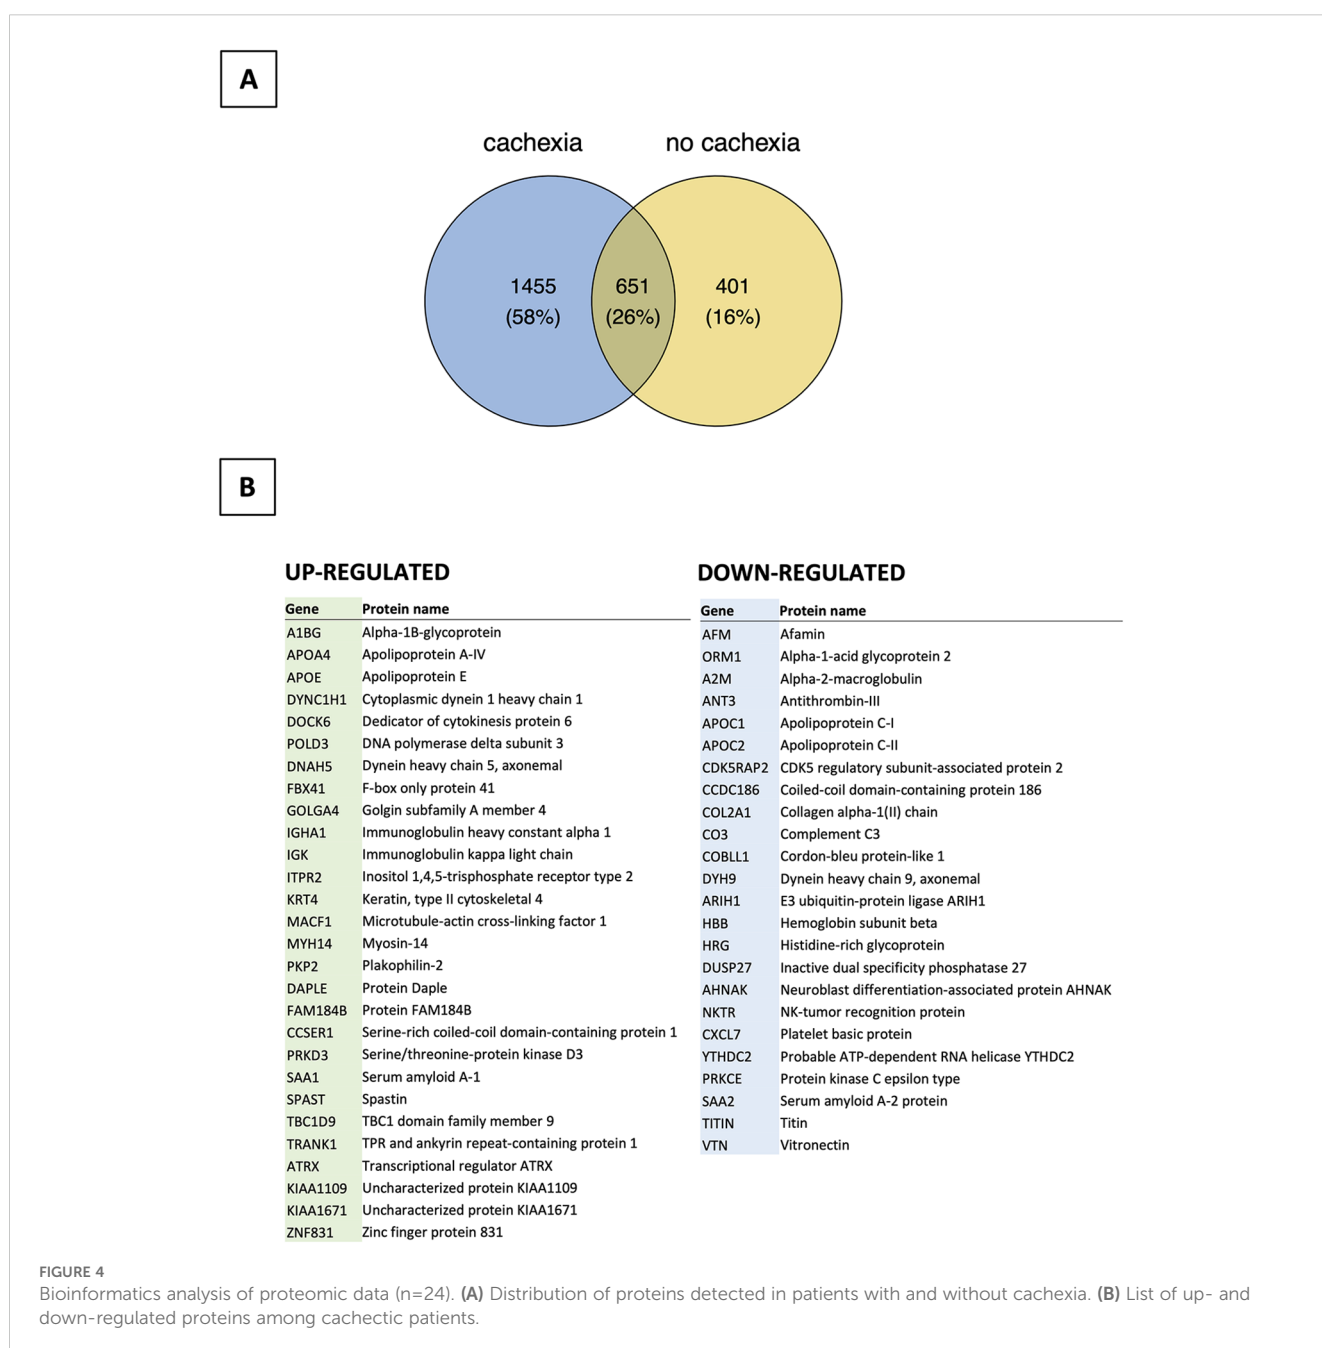 A
cachexia no cachexia
1455 651 401
(58%) (26%) (16%)
B
UP-REGULATED
Gene Protein name
A1BG Alpha-1B-glycoprotein
APOA4 Apolipoprotein A-IV
APOE Apolipoprotein E
DYNC1H1 Cytoplasmic dynein 1 heavy chain 1
DOCK6 Dedicator of cytokinesis protein 6
POLD3 DNA polymerase delta subunit 3
DNAH5 Dynein heavy chain 5, axonemal
FBX41 F-box only protein 41
GOLGA4 Golgin subfamily A member 4
IGHA1 Immunoglobulin heavy constant alpha 1
IGK Immunoglobulin kappa light chain
ITPR2 Inositol 1,4,5-trisphosphate receptor type 2
KRT4 Keratin, type II cytoskeletal 4
MACF1 Microtubule-actin cross-linking factor 1
MYH14 Myosin-14
PKP2 Plakophilin-2
DAPLE Protein Daple
FAM184B Protein FAM184B
CCSER1 Serine-rich coiled-coil domain-containing protein 1
PRKD3 Serine/threonine-protein kinase D3
SAA1 Serum amyloid A-1
SPAST Spastin
TBC1D9 TBC1 domain family member 9
TRANK1 TPR and ankyrin repeat-containing protein 1
ATRX Transcriptional regulator ATRX
KIAA1109 Uncharacterized protein KIAA1109
KIAA1671 Uncharacterized protein KIAA1671
ZNF831 Zinc finger protein 831
DOWN-REGULATED
Gene Protein name
AFM Afamin
ORM1 Alpha-1-acid glycoprotein 2
A2M Alpha-2-macroglobulin
ANT3 Antithrombin-III
APOC1 Apolipoprotein C-I
APOC2 Apolipoprotein C-II
CDK5RAP2 CDK5 regulatory subunit-associated protein 2
CCDC186 Coiled-coil domain-containing protein 186
COL2A1 Collagen alpha-1(II) chain
CO3 Complement C3
COBLL1 Cordon-bleu protein-like 1
DYH9 Dynein heavy chain 9, axonemal
ARIH1 E3 ubiquitin-protein ligase ARIH1
HBB Hemoglobin subunit beta
HRG Histidine-rich glycoprotein
DUSP27 Inactive dual specificity phosphatase 27
AHNAK Neuroblast differentiation-associated protein AHNAK
NKTR NK-tumor recognition protein
CXCL7 Platelet basic protein
YTHDC2 Probable ATP-dependent RNA helicase YTHDC2
PRKCE Protein kinase C epsilon type
SAA2 Serum amyloid A-2 protein
TITIN Titin
VTN Vitronectin
FIGURE 4
Bioinformatics analysis of proteomic data (n=24). (A) Distribution of proteins detected in patients with and without cachexia. (B) List of up- and
down-regulated proteins among cachectic patients.